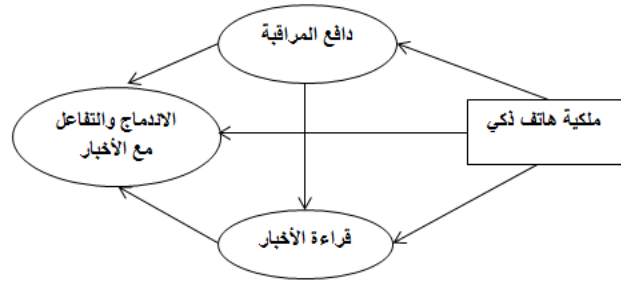 دافع المراقبة
ملكية هاتف ذكي
الاندماج والتفاعل
مع الأخبار
قراءة الأخبار